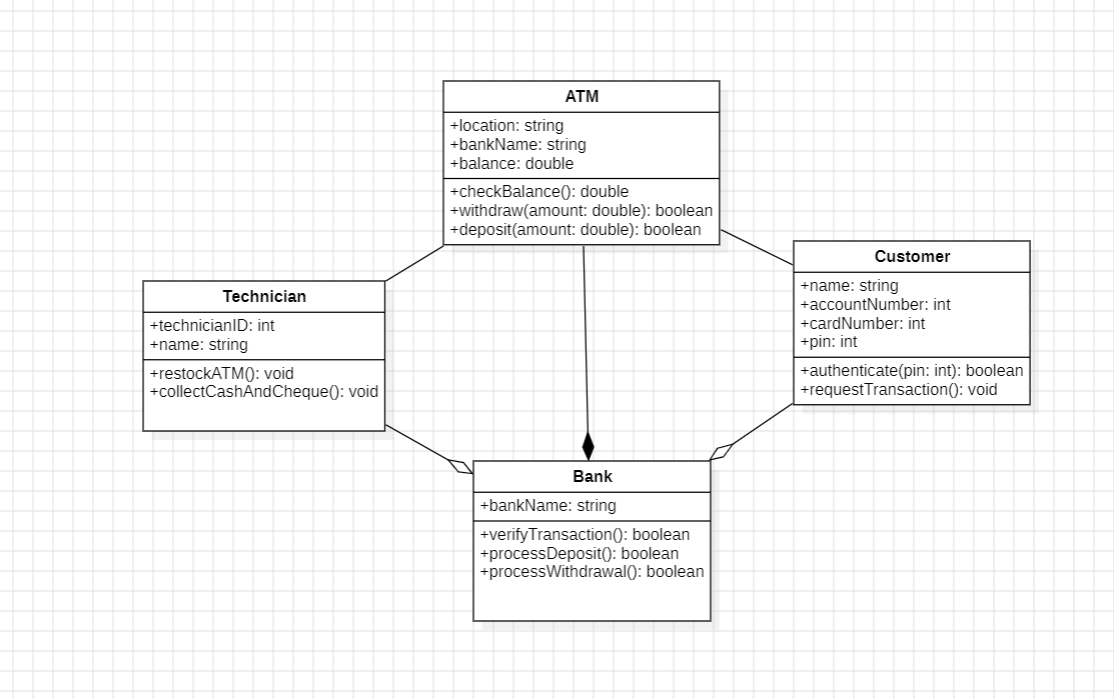 ATM
+location: string
+bankName: string
+balance: double
+checkBalance(): double
+withdraw(amount: double): boolean
+deposit(amount: double): boolean
Technician
+technicianID: int
+name: string
+restockATM(): void
+collectCashAndCheque(): void
Customer
+name: string
+accountNumber: int
+cardNumber: int
+pin: int
+authenticate(pin: int): boolean
+requestTransaction(): void
Bank
+bankName: string
+verifyTransaction(): boolean
+processDeposit(): boolean
+processWithdrawal(): boolean